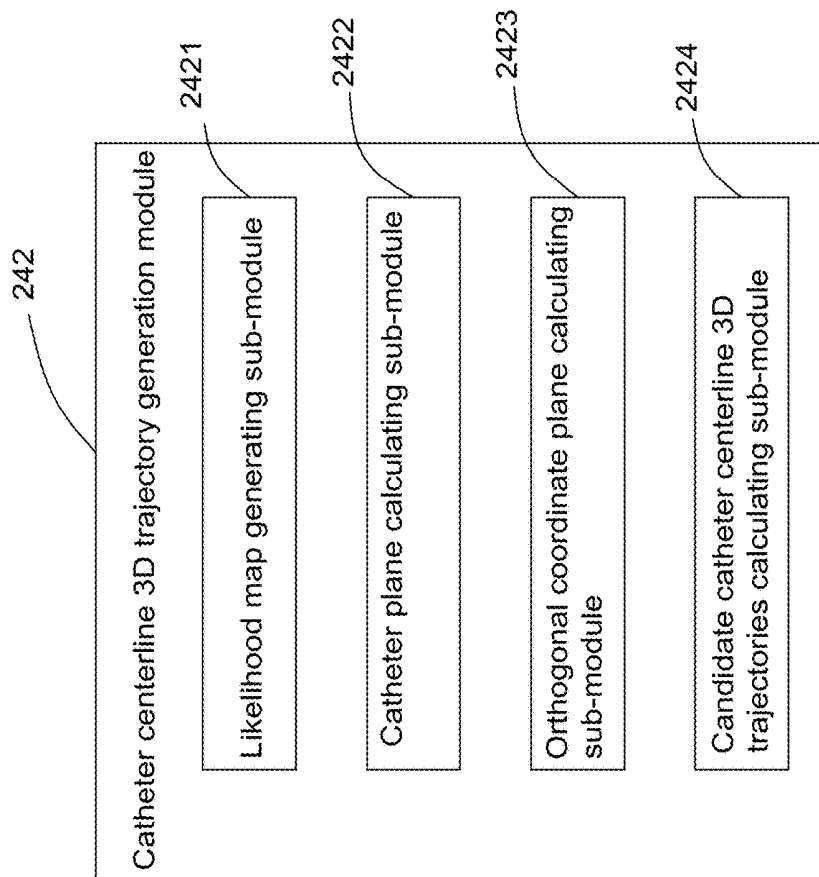 242
Catheter centerline 3D trajectory generation module
2421
Likelihood map generating sub-module
2422
Catheter plane calculating sub-module
2423
Orthogonal coordinate plane calculating
sub-module
2424
Candidate catheter centerline 3D
trajectories calculating sub-module